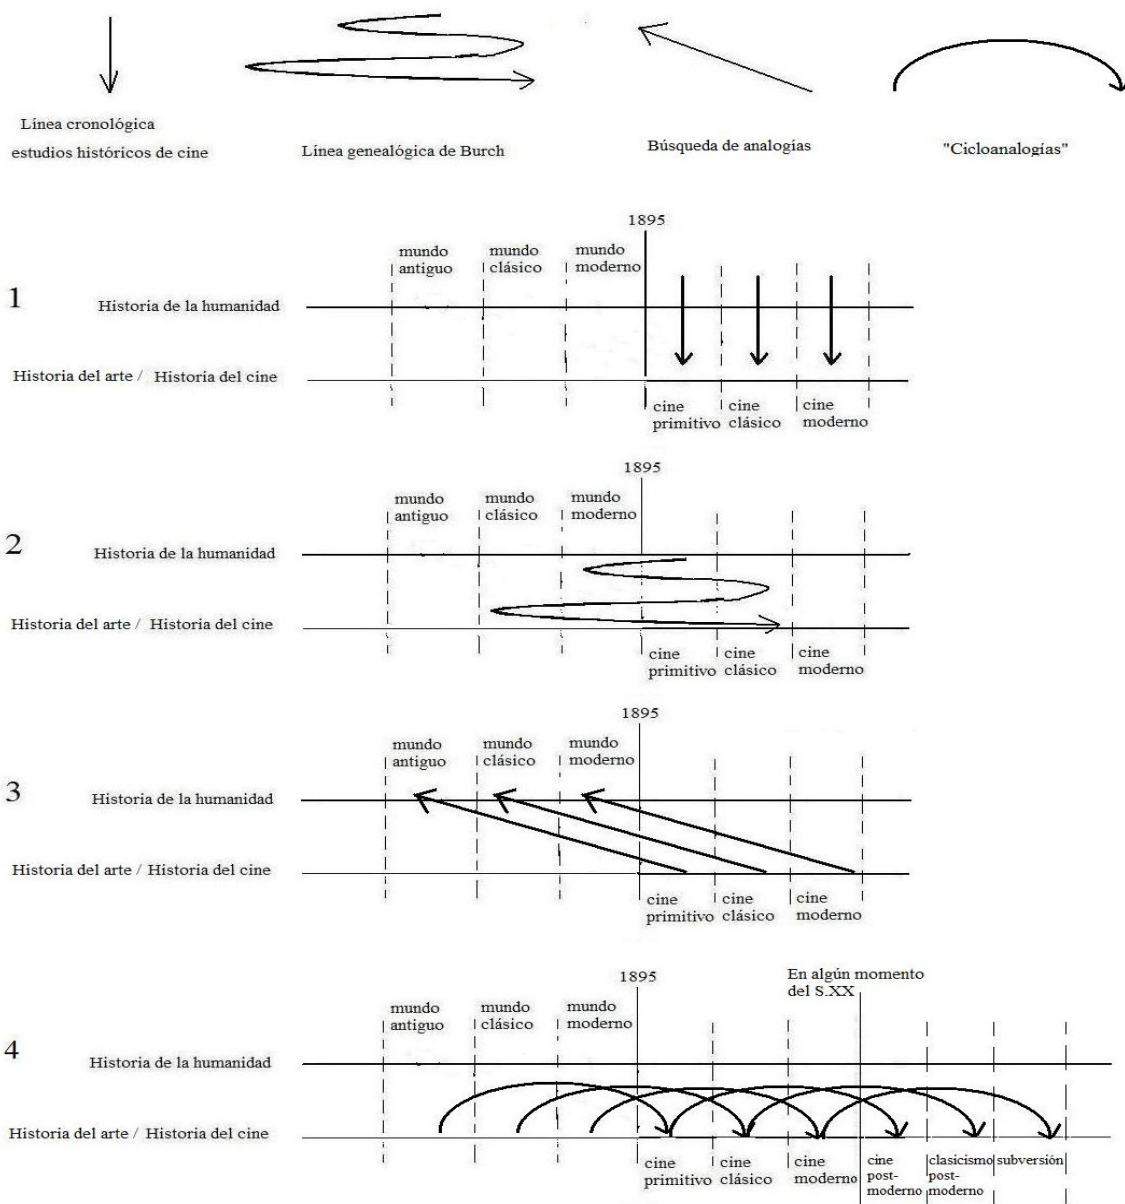 Línea cronológica
estudios históricos de cine
Línea genealógica de Burch
Búsqueda de analogías
"Cicloanalogías"
1895
mundo antiguo
mundo clásico
mundo moderno
1
Historia de la humanidad
Historia del arte / Historia del cine
cine primitivo
cine clásico
cine moderno
1895
mundo antiguo
mundo clásico
mundo moderno
2
Historia de la humanidad
Historia del arte / Historia del cine
cine primitivo
cine clásico
cine moderno
1895
mundo antiguo
mundo clásico
mundo moderno
3
Historia de la humanidad
Historia del arte / Historia del cine
cine primitivo
cine clásico
cine moderno
1895
En algún momento
del S.XX
mundo antiguo
mundo clásico
mundo moderno
4
Historia de la humanidad
Historia del arte / Historia del cine
cine primitivo
cine clásico
cine moderno
cine post-moderno
clasicismo post-moderno
subversión